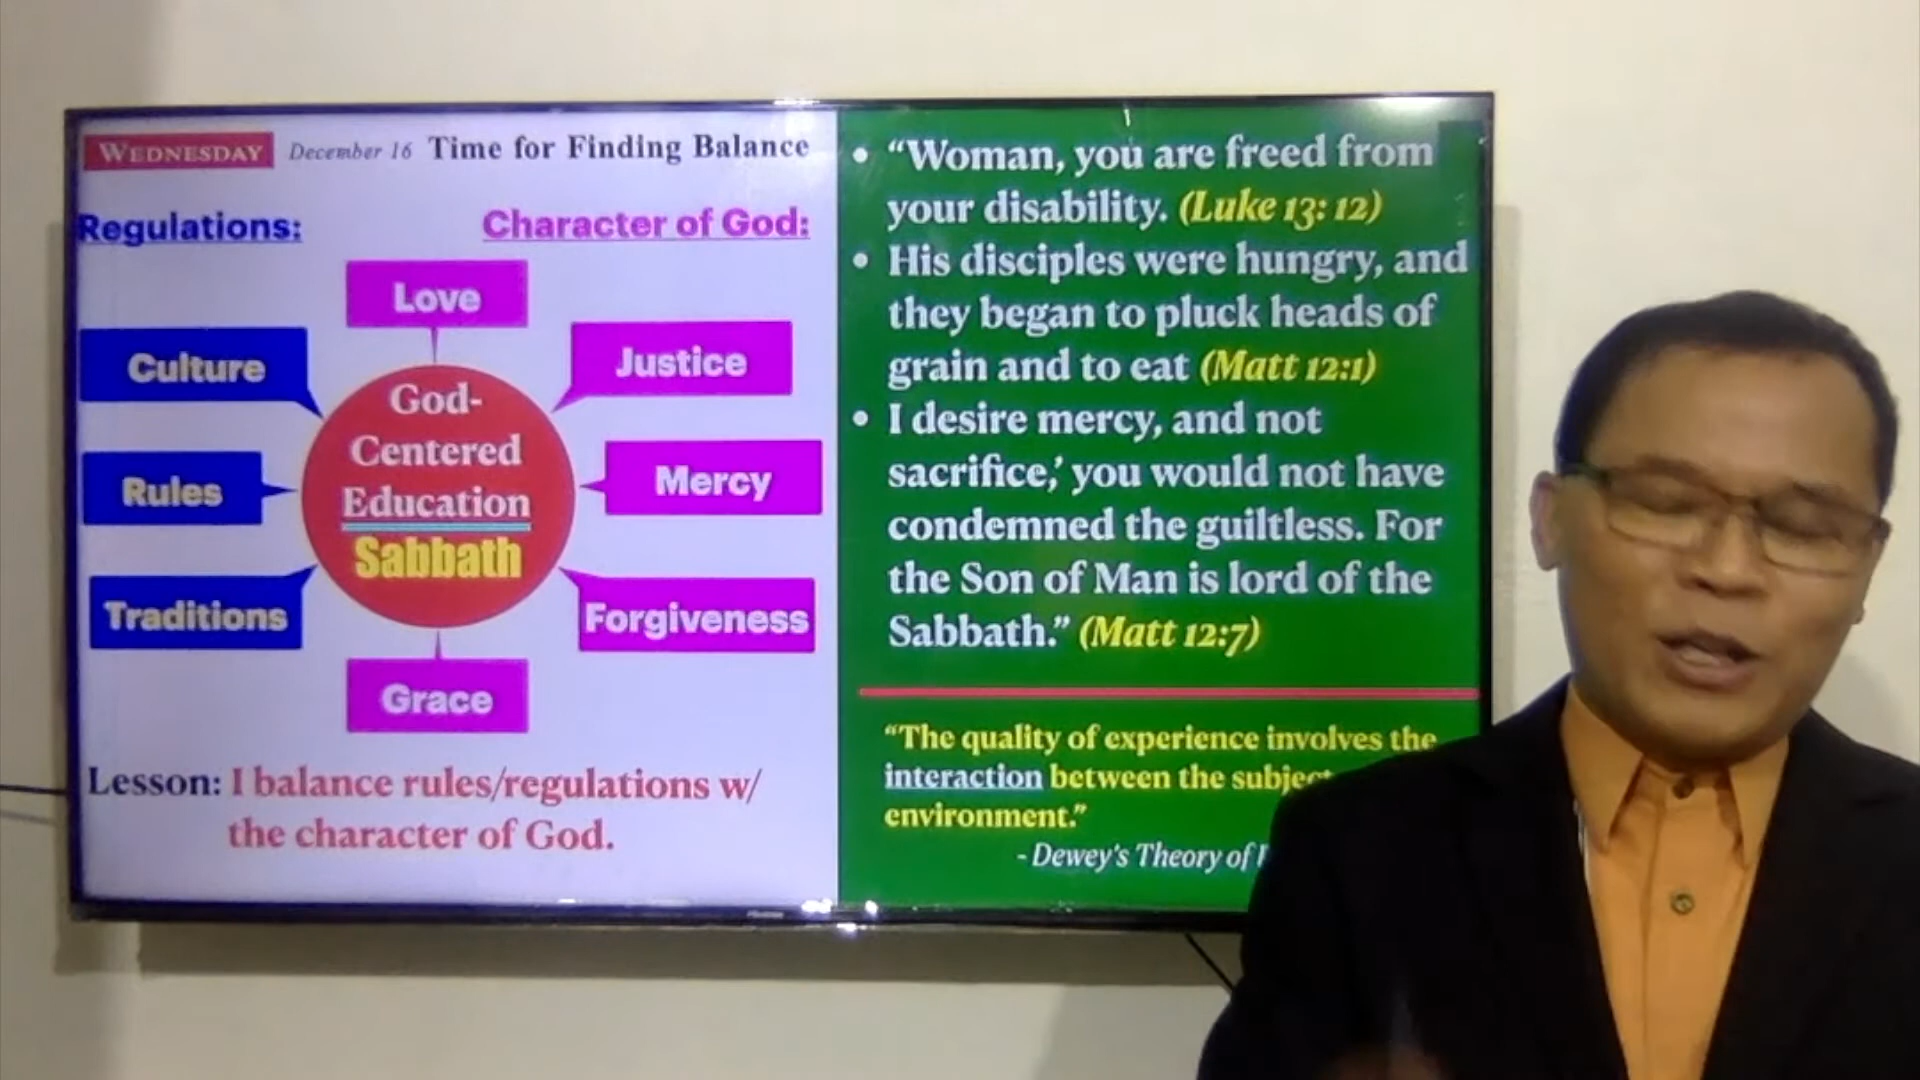 WEDNESDAY December 16 Time for Finding Balance
Regulations:
Character of God:
Love
Culture
Justice
Rules
Mercy
Traditions
Forgiveness
Grace
God-
Centered
Education
Sabbath
Lesson: I balance rules/regulations w/
the character of God.
• “Woman, you are freed from
your disability. (Luke 13: 12)
• His disciples were hungry, and
they began to pluck heads of
grain and to eat (Matt 12:1)
• I desire mercy, and not
sacrifice,’ you would not have
condemned the guiltless. For
the Son of Man is lord of the
Sabbath.” (Matt 12:7)
“The quality of experience involves the
interaction between the
environment.”
- Dewey's Theory of